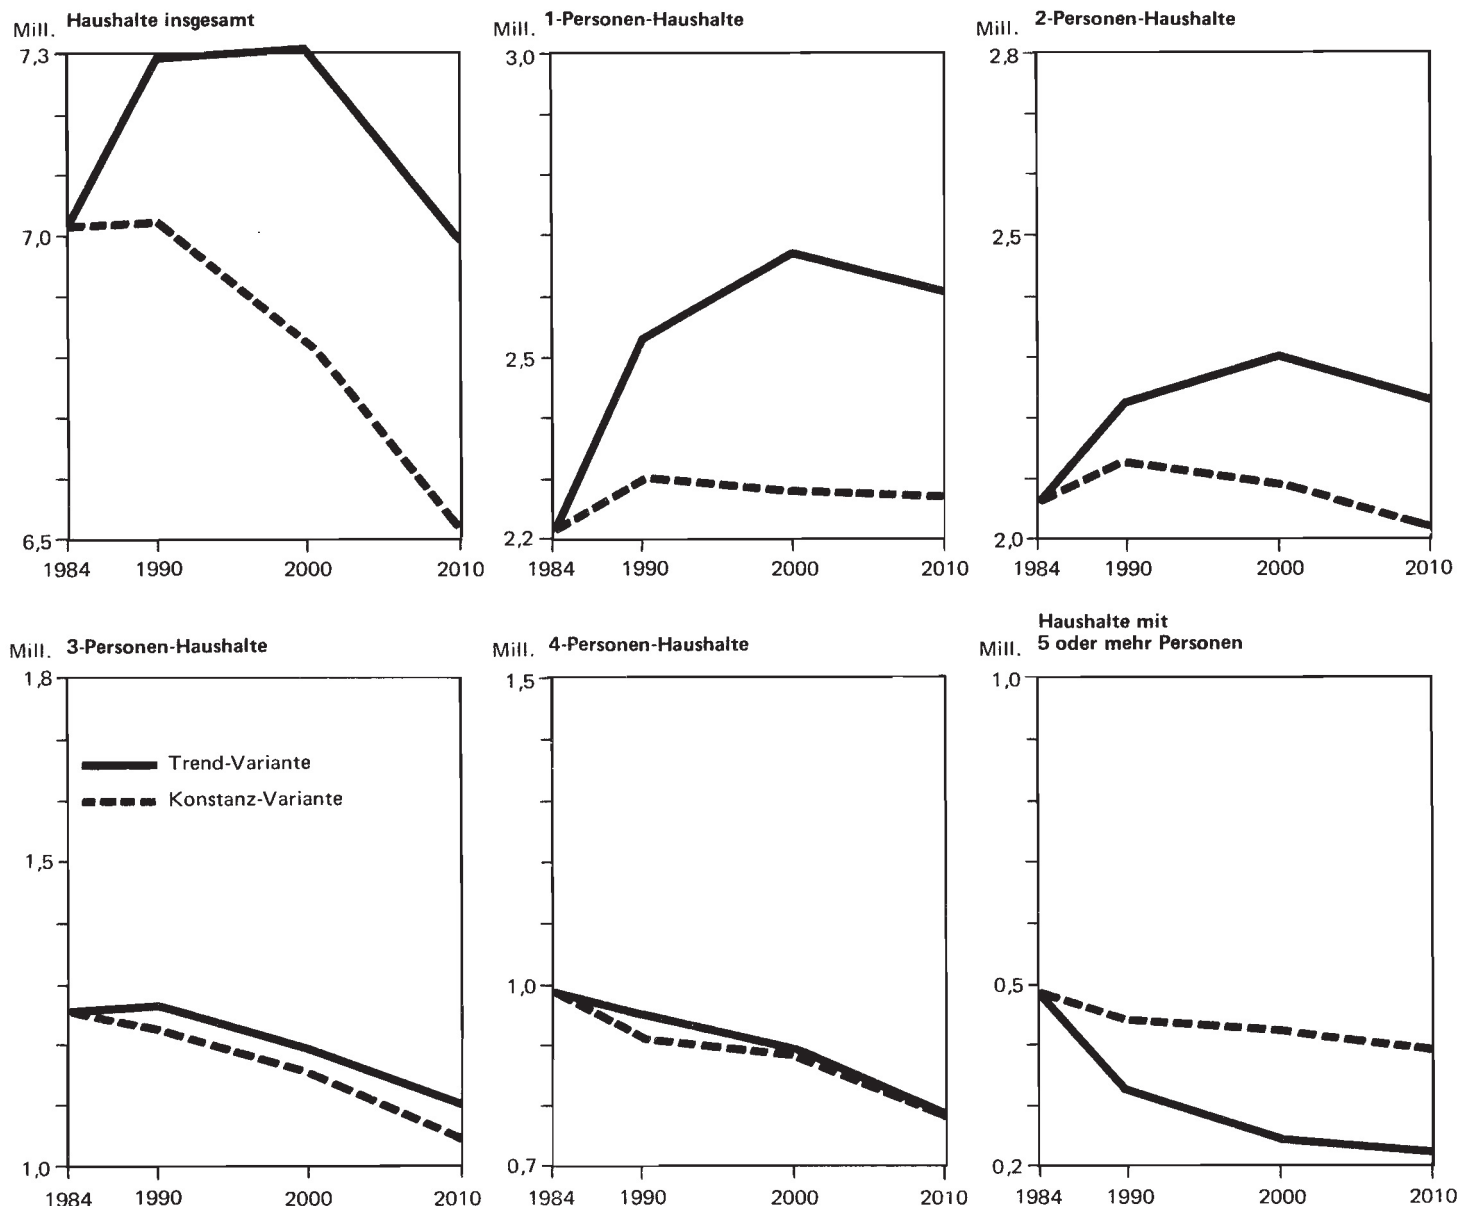 Mill. Haushalte insgesamt
7,3
7,0
6,5
1984 1990 2000 2010
Mill. 1-Personen-Haushalte
3,0
2,5
2,2
1984 1990 2000 2010
Mill. 2-Personen-Haushalte
2,8
2,5
2,0
1984 1990 2000 2010
Mill. 3-Personen-Haushalte
1,8
Trend-Variante
Konstanz-Variante
1,5
1,0
1984 1990 2000 2010
Mill. 4-Personen-Haushalte
1,5
1,0
0,7
1984 1990 2000 2010
Haushalte mit
Mill. 5 oder mehr Personen
1,0
0,5
0,2
1984 1990 2000 2010